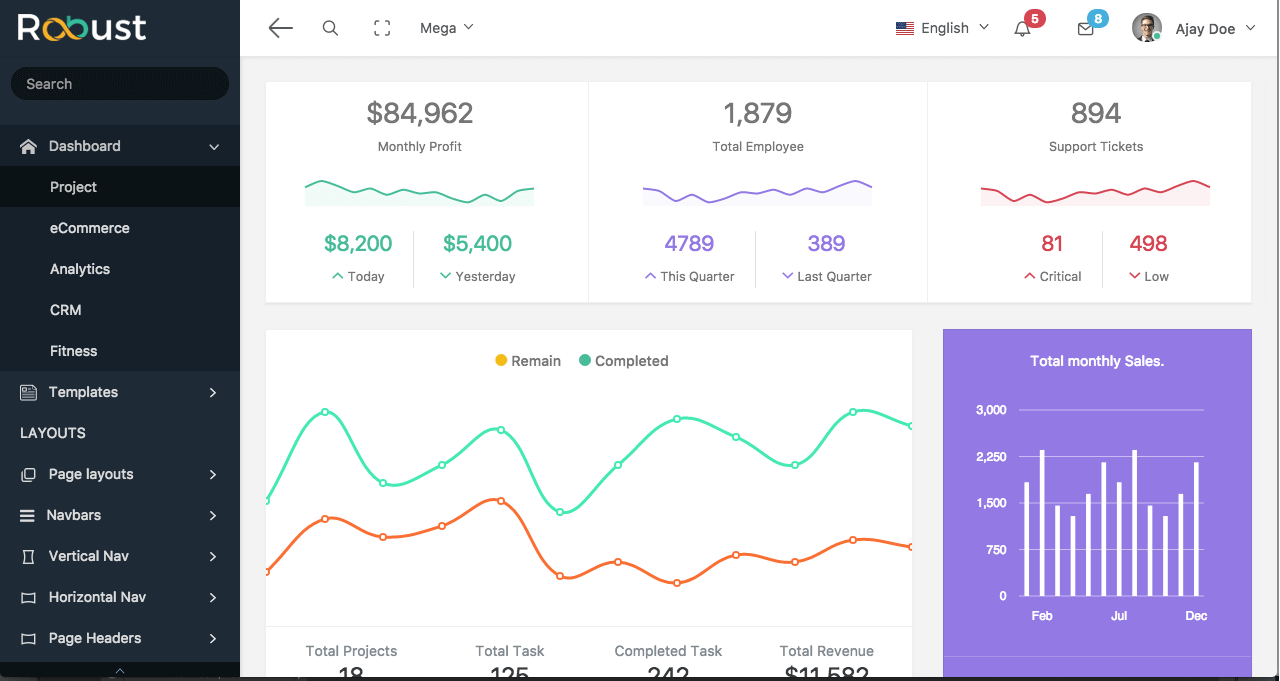 Robust
Search
Dashboard
Project
eCommerce
Analytics
CRM
Fitness
Templates
LAYOUTS
Page layouts
Navbars
Vertical Nav
Horizontal Nav
Page Headers
Mega
English
5
8
Ajay Doe
$84,962
Monthly Profit
$8,200 $5,400
Today Yesterday
1,879
Total Employee
4789 389
This Quarter Last Quarter
894
Support Tickets
81 498
Critical Low
Remain Completed
Total Projects Total Task Completed Task Total Revenue
18 125 242 $11,582
Total monthly Sales.
3,000
2,250
1,500
750
0
Feb Jul Dec